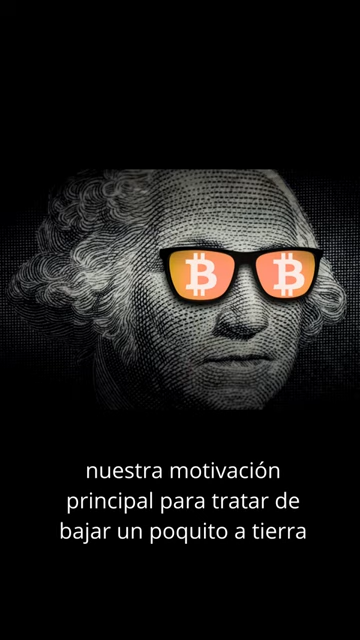 nuestra motivación
principal para tratar de
bajar un poquito a tierra